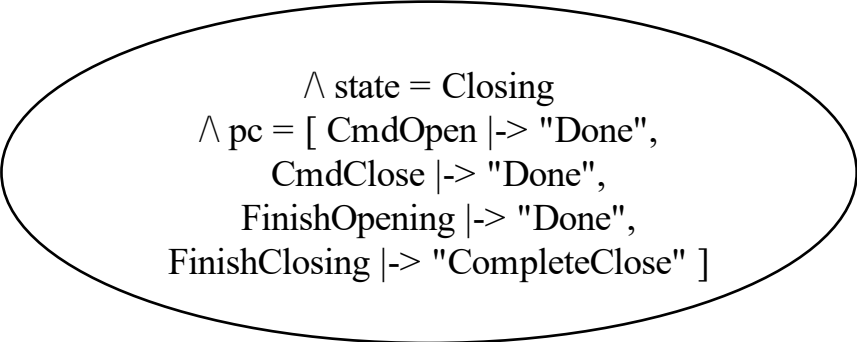 /\ state = Closing
/\ pc = [ CmdOpen |-> "Done",
CmdClose |-> "Done",
FinishOpening |-> "Done",
FinishClosing |-> "CompleteClose" ]